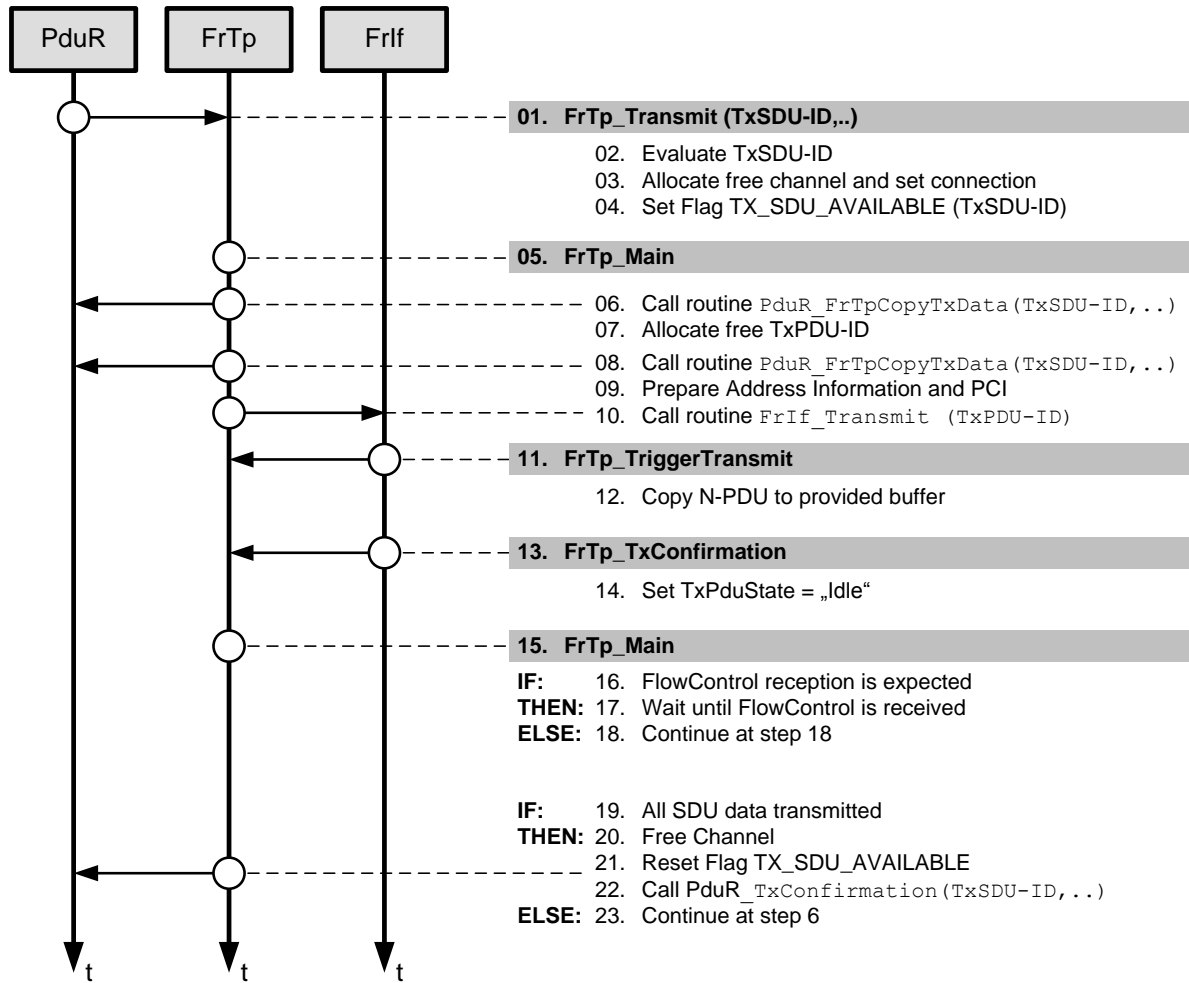 PduR FrTp FrIf
01. FrTp_Transmit (TxSDU-ID,..)
02. Evaluate TxSDU-ID
03. Allocate free channel and set connection
04. Set Flag TX_SDU_AVAILABLE (TxSDU-ID)
05. FrTp_Main
06. Call routine PduR_FrTpCopyTxData(TxSDU-ID,..)
07. Allocate free TxPDU-ID
08. Call routine PduR_FrTpCopyTxData(TxSDU-ID,..)
09. Prepare Address Information and PCI
10. Call routine FrIf_Transmit (TxPDU-ID)
11. FrTp_TriggerTransmit
12. Copy N-PDU to provided buffer
13. FrTp_TxConfirmation
14. Set TxPduState = „Idle“
15. FrTp_Main
IF: 16. FlowControl reception is expected
THEN: 17. Wait until FlowControl is received
ELSE: 18. Continue at step 18
IF: 19. All SDU data transmitted
THEN: 20. Free Channel
21. Reset Flag TX_SDU_AVAILABLE
22. Call PduR_TxConfirmation(TxSDU-ID,..)
ELSE: 23. Continue at step 6
t t t